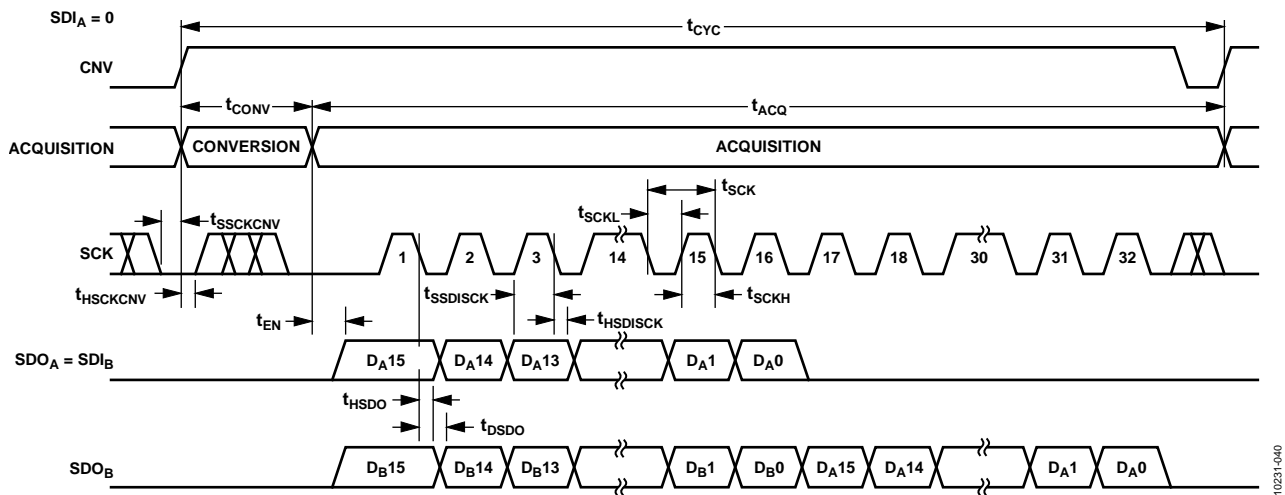 SDIA = 0
tCYC
CNV
tCONV
tACQ
ACQUISITION
CONVERSION
ACQUISITION
tSCK
tSSCKCNV
tSCKL
SCK
1 2 3 14 15 16 17 18 30 31 32
tHSCKCNV
tSSDISCK
tSCKH
tEN
tHSDISCK
SDOA = SDIB
DA15 DA14 DA13 DA1 DA0
tHSDO
tDSDO
SDOB
DB15 DB14 DB13 DB1 DB0 DA15 DA14 DA1 DA0
10231-040